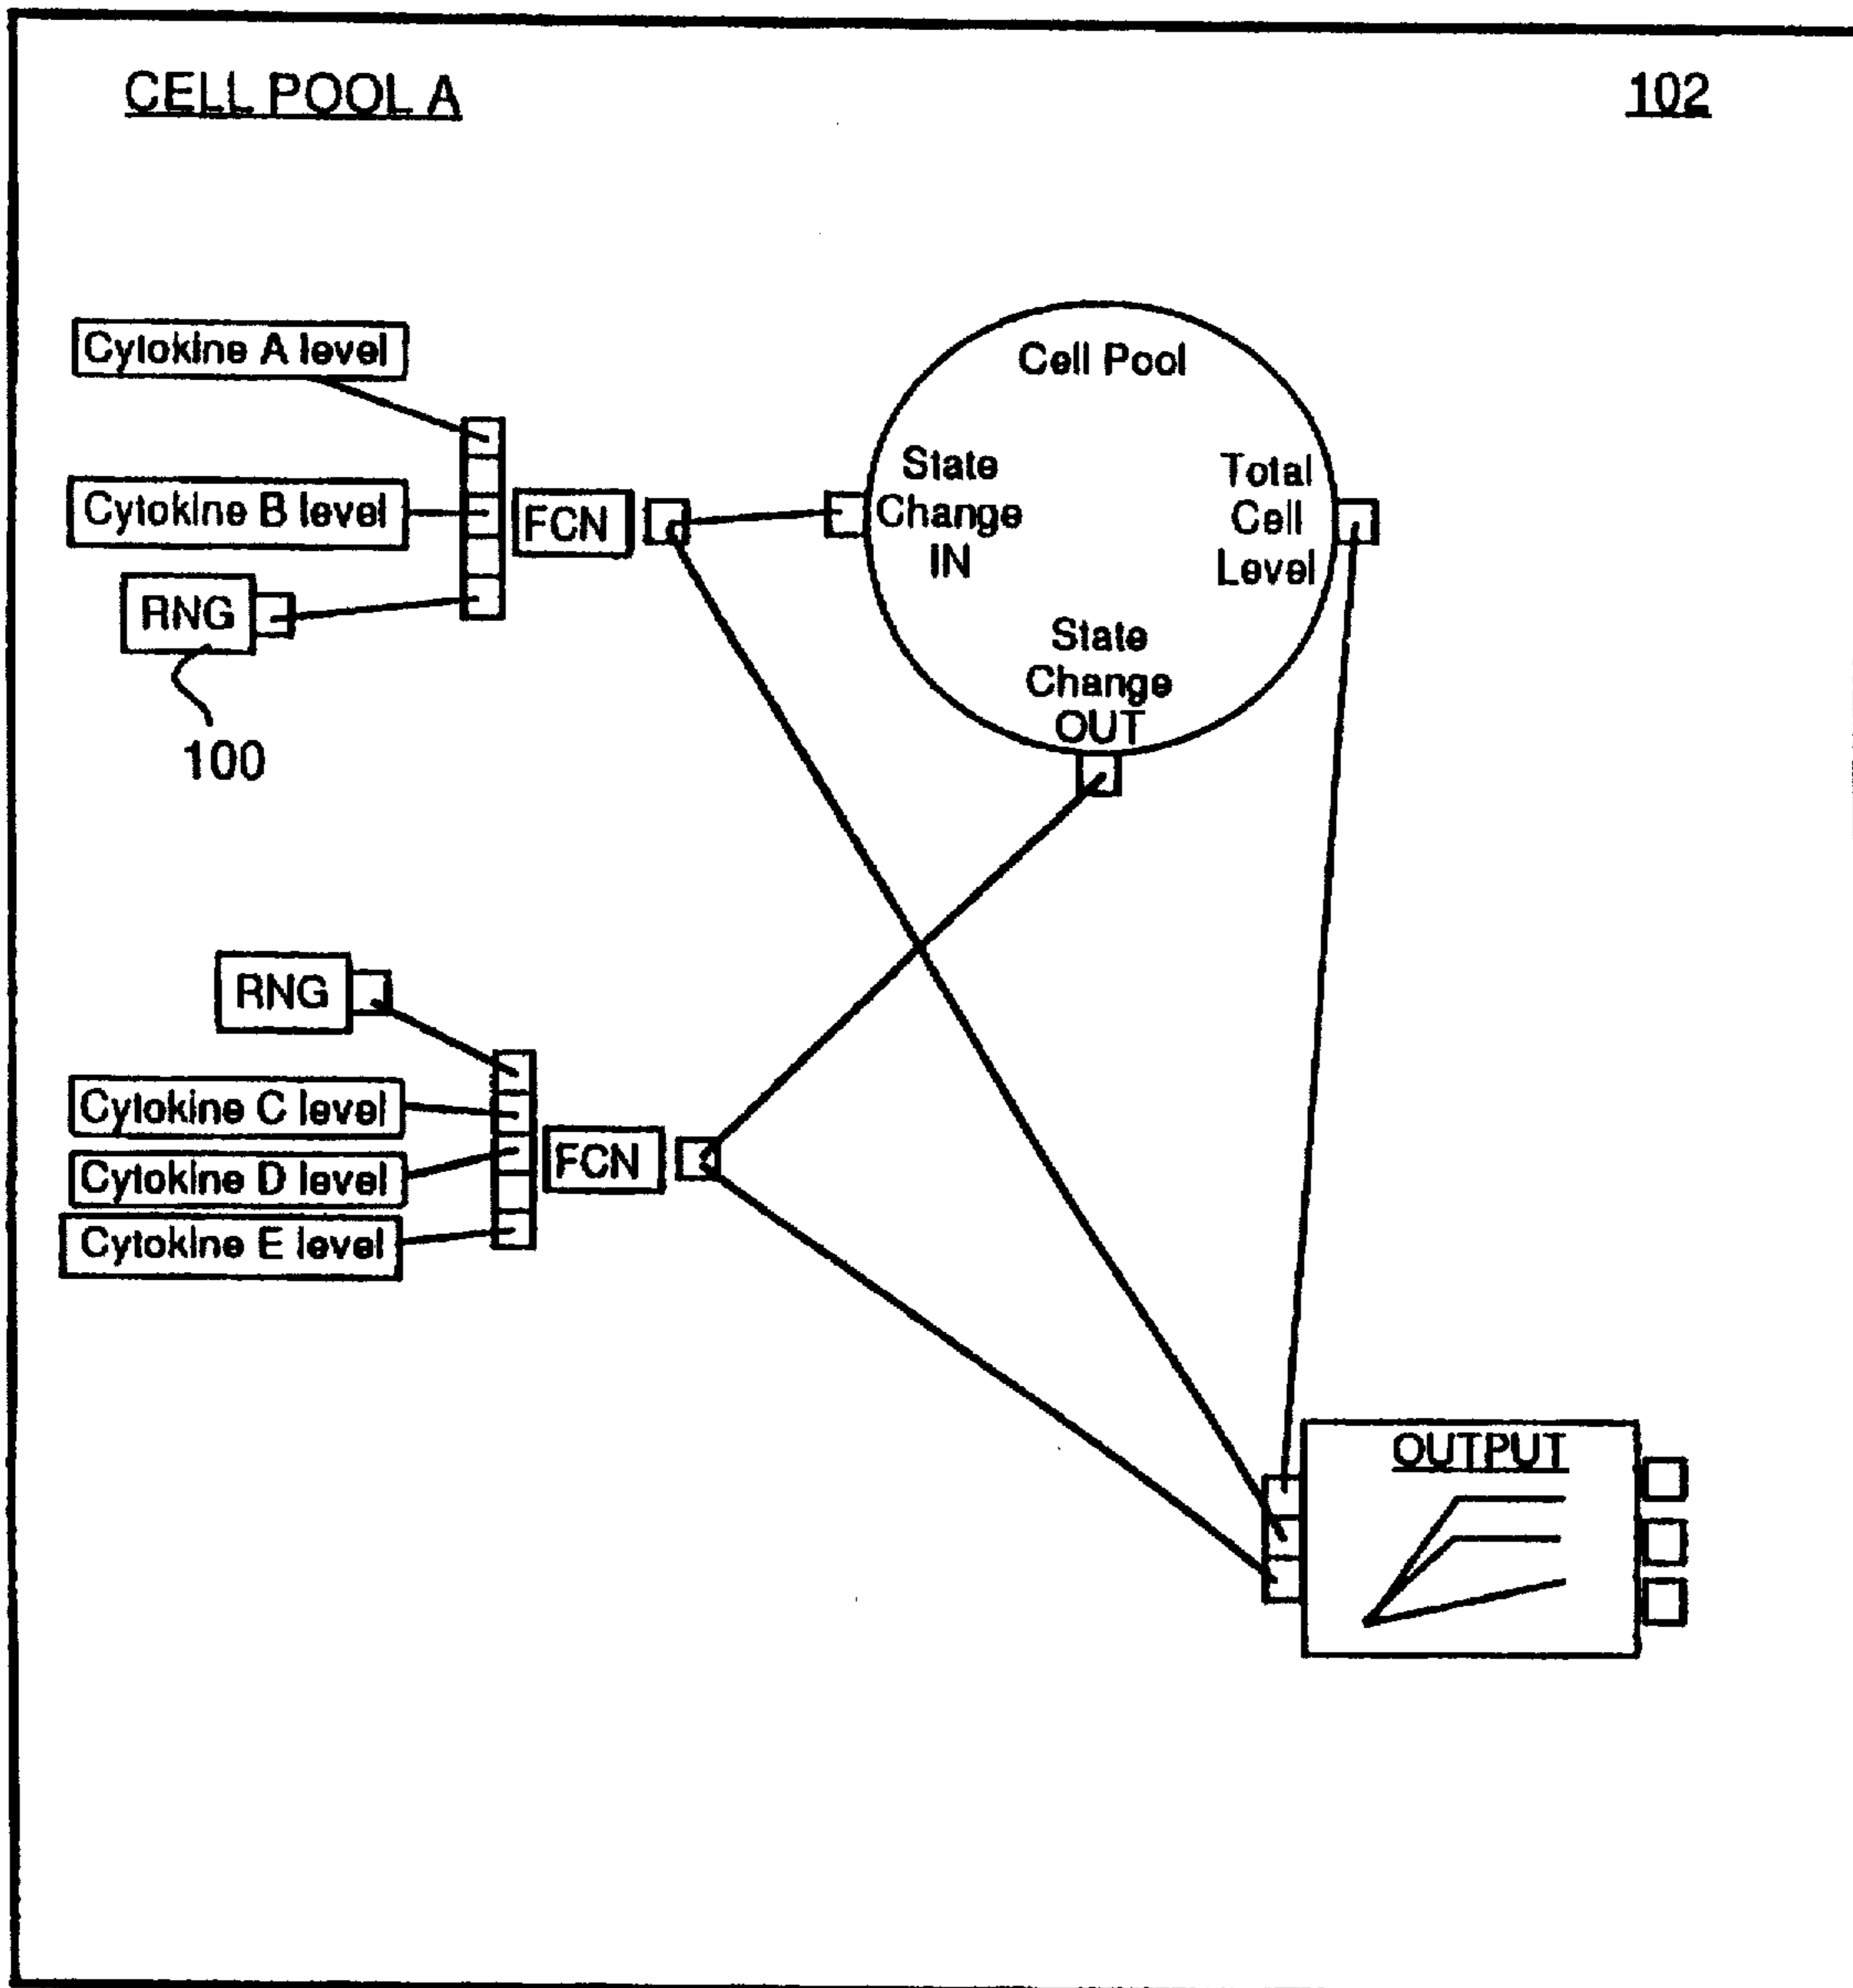 CELL POOL A
102
Cytokine A level
Cytokine B level
FCN
RNG
100
Cell Pool
State
Change
IN
Total
Cell
Level
State
Change
OUT
RNG
Cytokine C level
Cytokine D level
Cytokine E level
FCN
OUTPUT